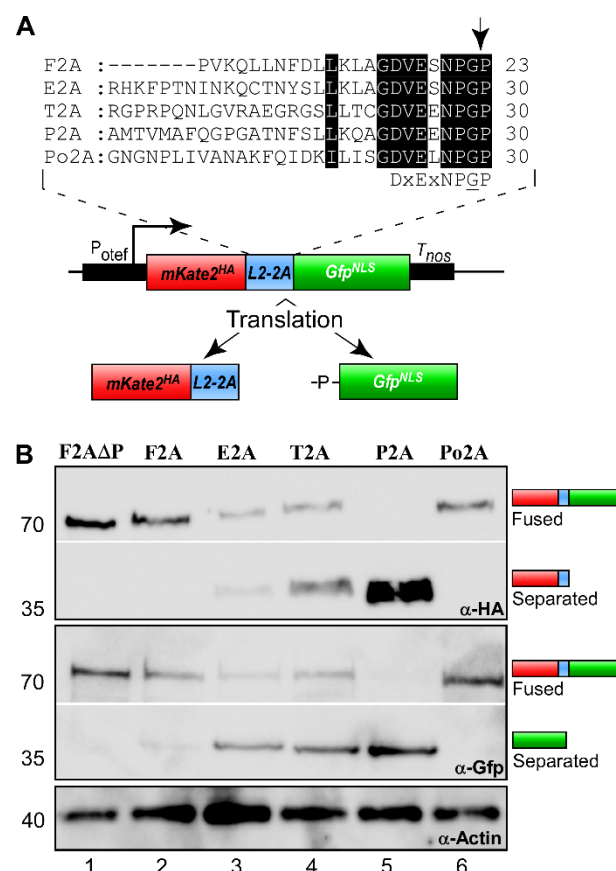 A
F2A :-------PVKQLLNFDLLKLAGDVESNPGP 23
E2A :RHKFPTNINKQCTNYSLLKLAGDVESNPGP 30
T2A :RGPRPQNLGVRAEGRGSLLTCGDVEENPGP 30
P2A :AMTVMAFQGPGATNFSLLKQAGDVEENPGP 30
Po2A:GNGNPLIVANAKFQIDKILISGDVELNPGP 30
DxExNPGP
Potef
Tnos
mKate2HA L2-2A GfpNLS
Translation
mKate2HA L2-2A
-P- GfpNLS
B
F2AΔP F2A E2A T2A P2A Po2A
70
Fused
35
Separated
α-HA
70
Fused
35
α-Gfp
Separated
40
α-Actin
1 2 3 4 5 6